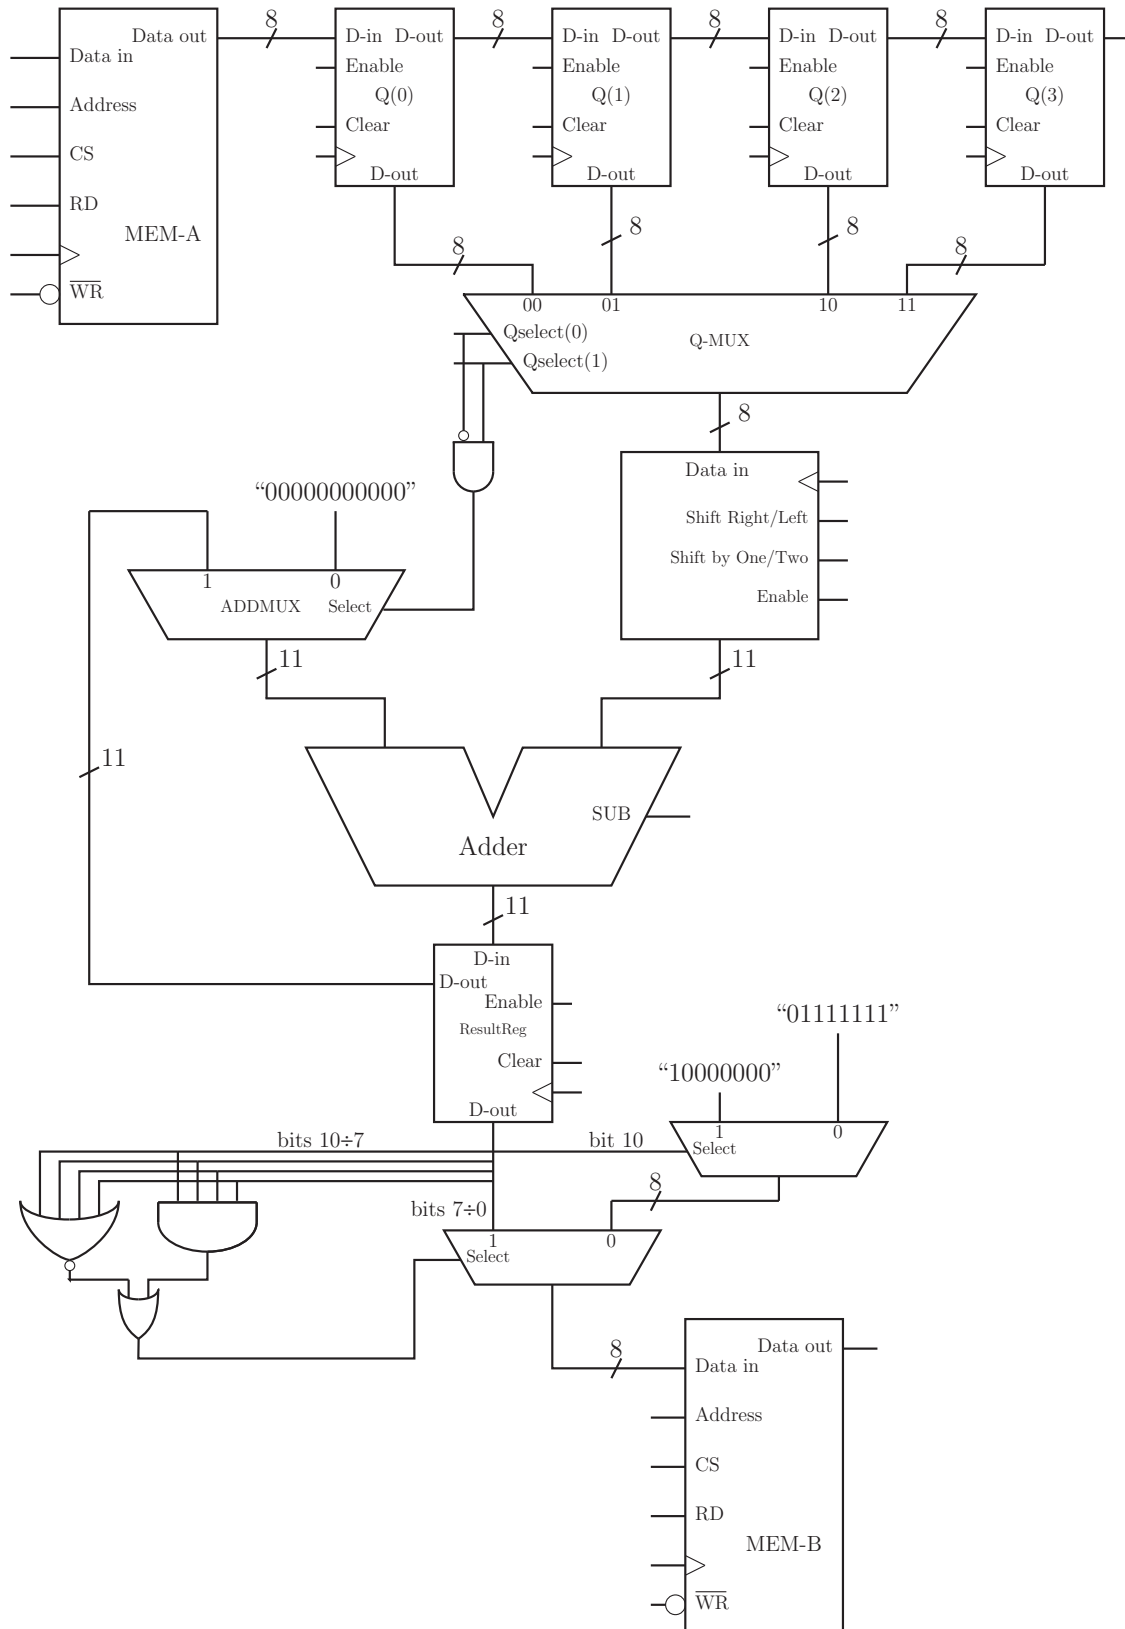 8 8 8 8
Data out
Data in
Address
CS
RD
MEM-A
WR
D-in D-out
Enable
Q(0)
Clear
D-out
D-in D-out
Enable
Q(1)
Clear
D-out
D-in D-out
Enable
Q(2)
Clear
D-out
D-in D-out
Enable
Q(3)
Clear
D-out
8 8 8 8
00 01 10 11
Qselect(0)
Qselect(1)
Q-MUX
8
“00000000000”
Data in
Shift Right/Left
Shift by One/Two
Enable
1 0
ADDMUX Select
11 11
11
SUB
Adder
11
D-in
D-out
Enable
ResultReg
Clear
D-out
“01111111”
“10000000”
1 0
Select
bits 10÷7 bit 10
8
bits 7÷0
1 0
Select
8
Data out
Data in
Address
CS
RD
MEM-B
WR